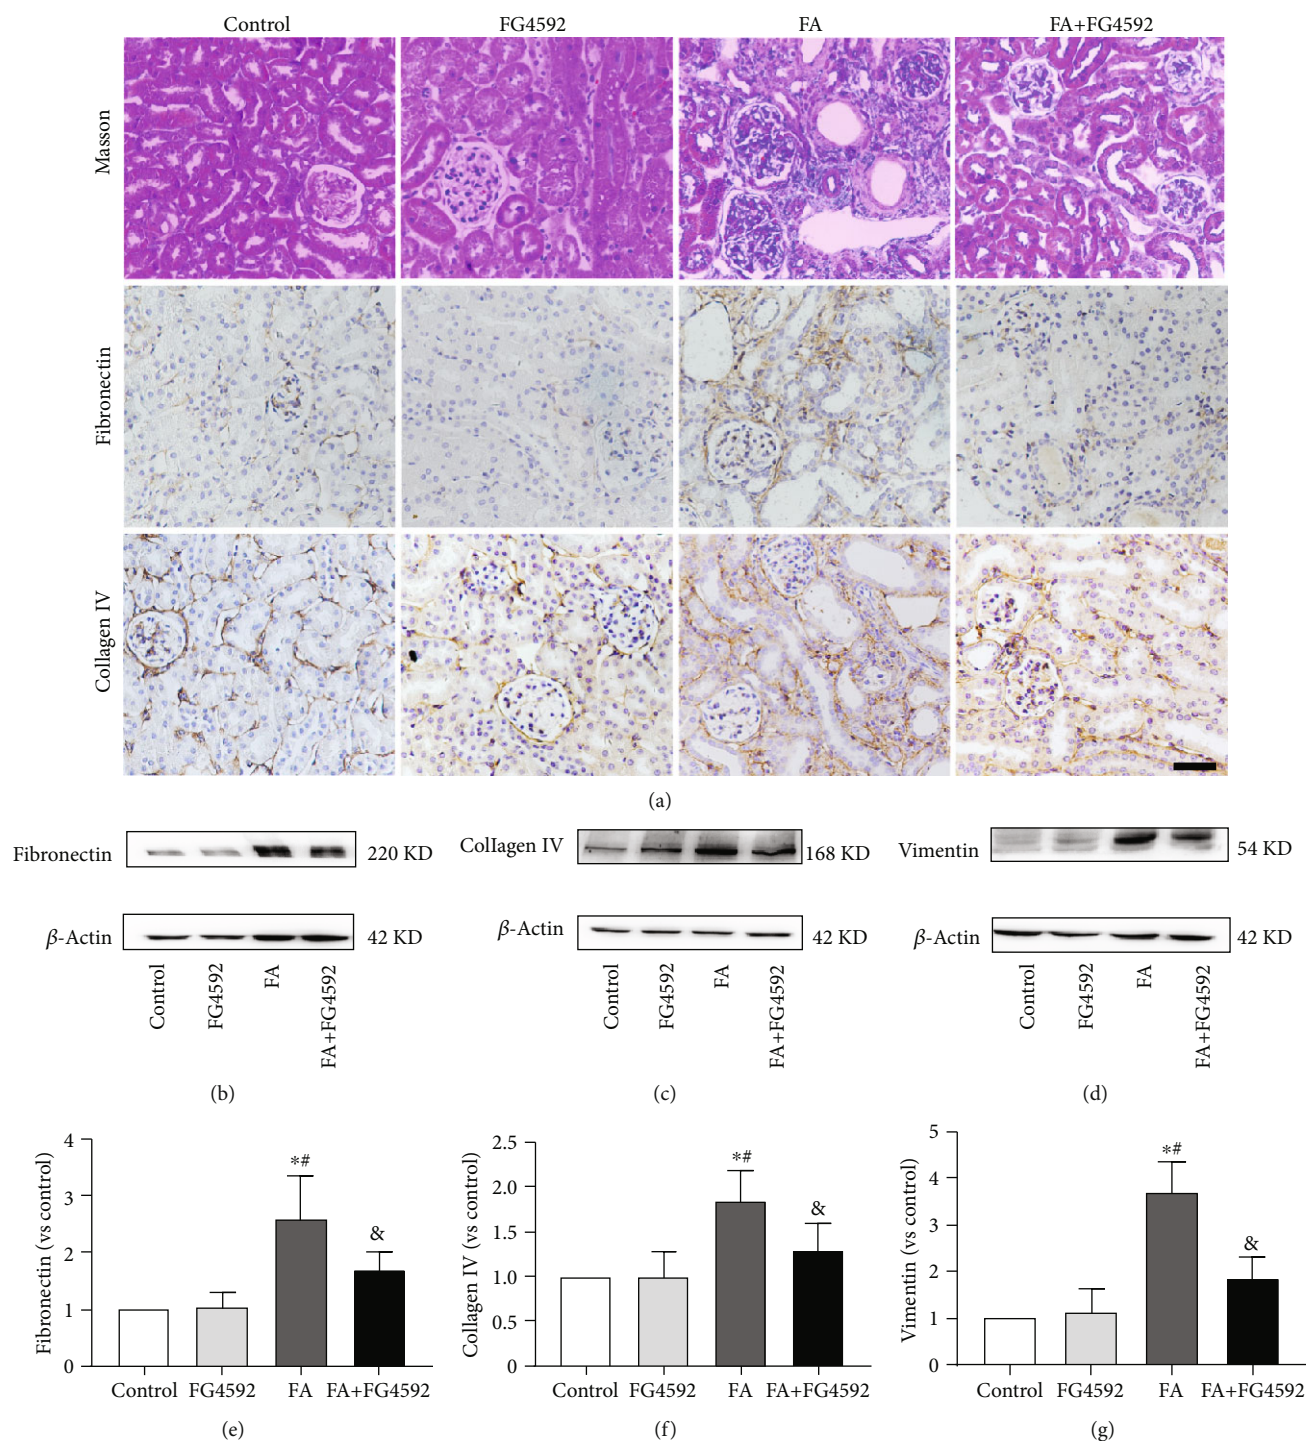 Control FG4592 FA FA+FG4592
Masson
Fibronectin
Collagen IV
(a)
Fibronectin 220 KD
β-Actin 42 KD
Control FG4592 FA FA+FG4592
(b)
Collagen IV 168 KD
β-Actin 42 KD
Control FG4592 FA FA+FG4592
(c)
Vimentin 54 KD
β-Actin 42 KD
Control FG4592 FA FA+FG4592
(d)
Fibronectin (vs control)
4
3
2
1
0
*#
&
Control FG4592 FA FA+FG4592
(e)
Collagen IV (vs control)
2.5
2.0
1.5
1.0
0.5
0
*#
&
Control FG4592 FA FA+FG4592
(f)
Vimentin (vs control)
5
4
3
2
1
0
*#
&
Control FG4592 FA FA+FG4592
(g)